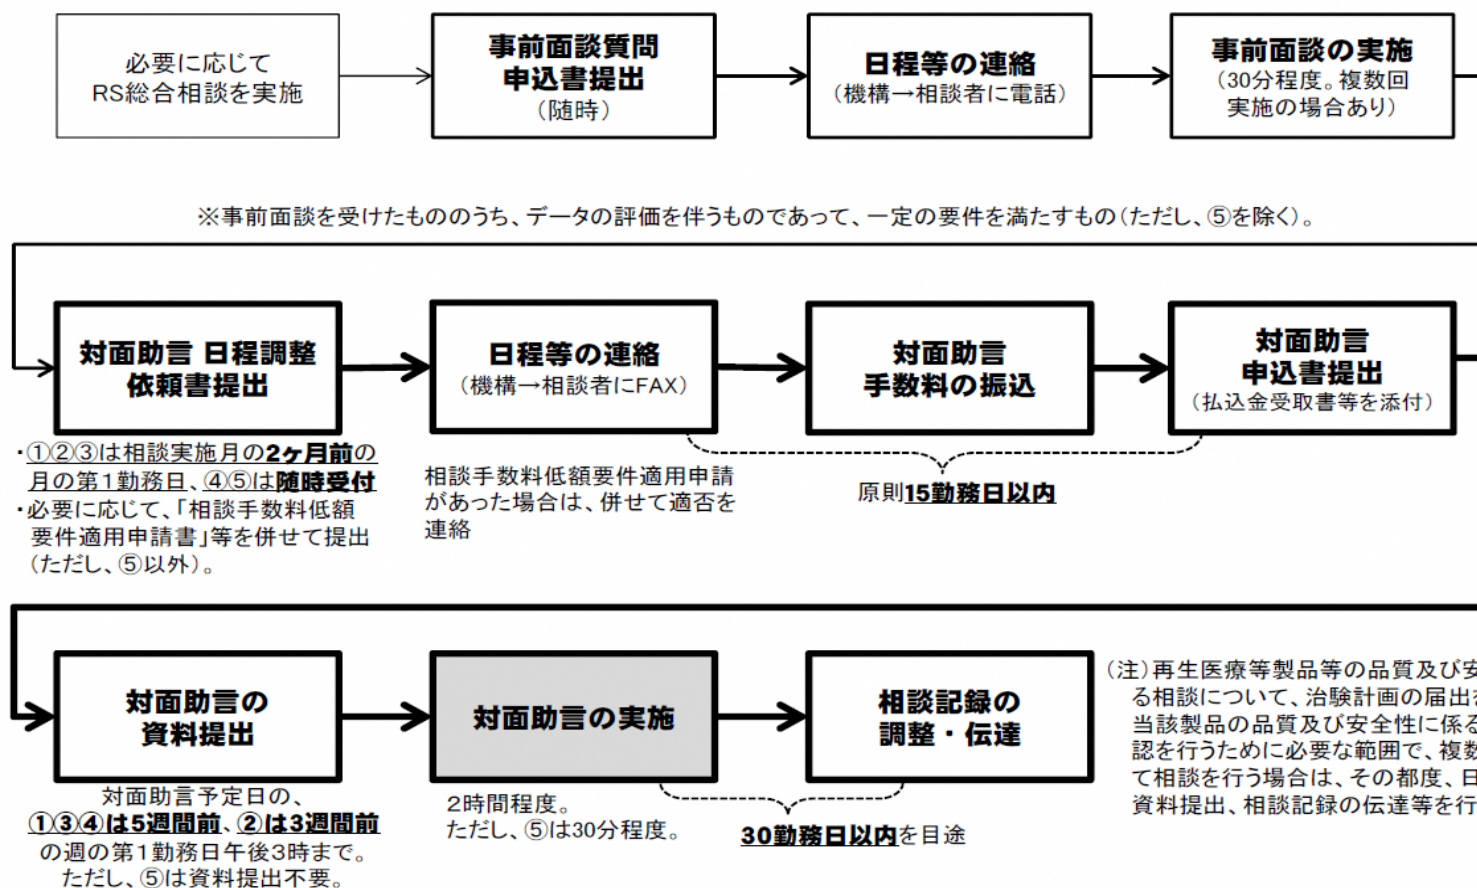 必要に応じて
RS総合相談を実施
事前面談質問
申込書提出
（随時）
日程等の連絡
（機構→相談者に電話）
事前面談の実施
（30分程度。複数回
実施の場合あり）
※事前面談を受けたもののうち、データの評価を伴うものであって、一定の要件を満たすもの（ただし、⑤を除く）。
対面助言 日程調整
依頼書提出
日程等の連絡
（機構→相談者にFAX）
対面助言
手数料の振込
対面助言
申込書提出
（払込金受取書等を添付）
・①②③は相談実施月の2ヶ月前の
月の第1勤務日、④⑤は随時受付
・必要に応じて、「相談手数料低額
要件適用申請書」等を併せて提出
（ただし、⑤以外）。
相談手数料低額要件適用申請
があった場合は、併せて適否を
連絡
原則15勤務日以内
対面助言の
資料提出
対面助言の実施
相談記録の
調整・伝達
対面助言予定日の、
①③④は5週間前、②は3週間前
の週の第1勤務日午後3時まで。
ただし、⑤は資料提出不要。
2時間程度。
ただし、⑤は30分程度。
30勤務日以内を目途
（注）再生医療等製品等の品質及び安
る相談について、治験計画の届出を
当該製品の品質及び安全性に係る
認を行うために必要な範囲で、複数
て相談を行う場合は、その都度、日
資料提出、相談記録の伝達等を行